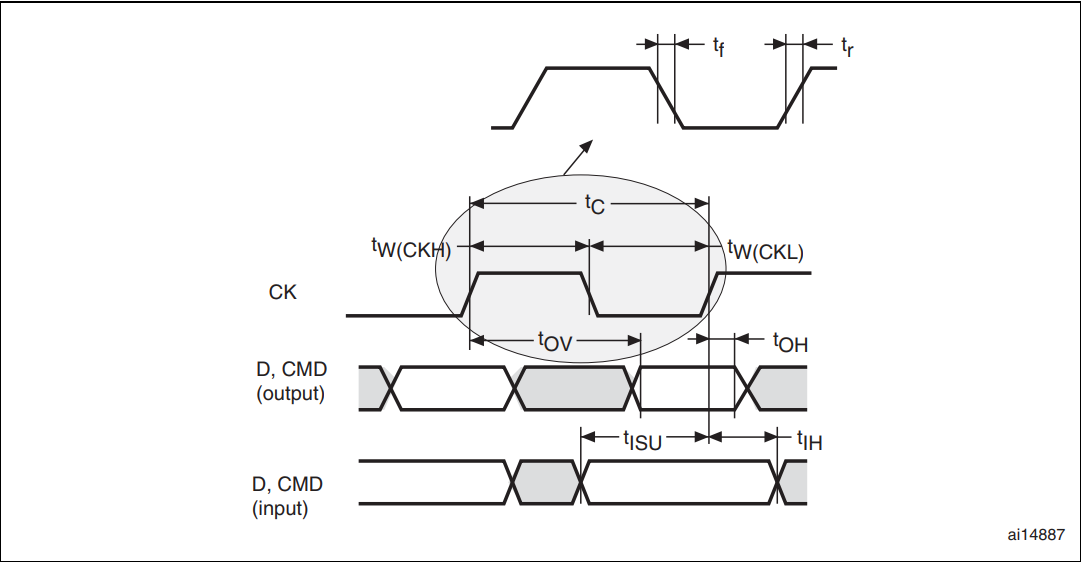 tf
tr
tC
tW(CKH)
tW(CKL)
CK
tOV
tOH
D, CMD
(output)
tISU
tIH
D, CMD
(input)
ai14887